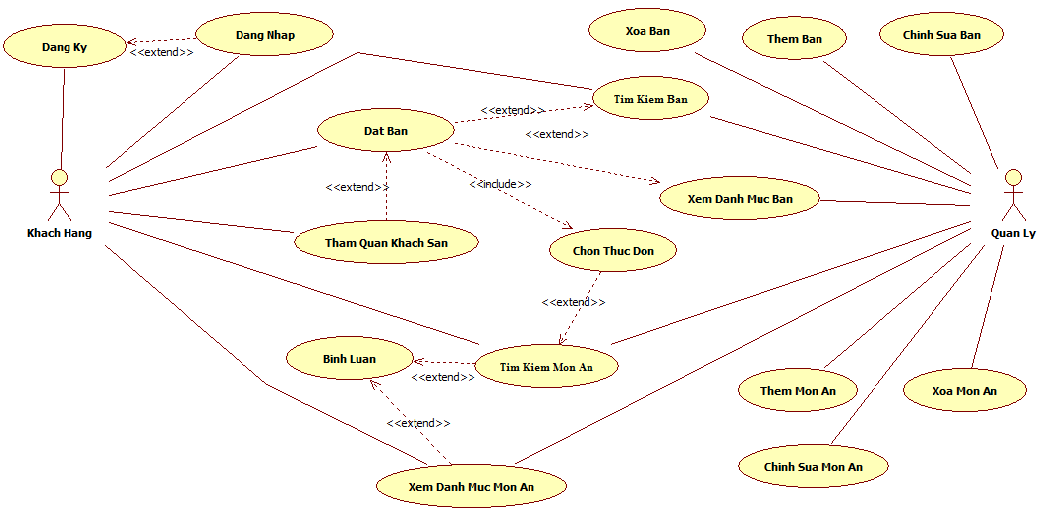 Dang Ky
<<extend>>
Dang Nhap
Xoa Ban
Them Ban
Chinh Sua Ban
Tim Kiem Ban
<<extend>>
Dat Ban
<<extend>>
<<extend>>
<<include>>
Xem Danh Muc Ban
Khach Hang
Tham Quan Khach San
Chon Thuc Don
Quan Ly
<<extend>>
Binh Luan
<<extend>>
Tim Kiem Mon An
Them Mon An
Xoa Mon An
<<extend>>
Chinh Sua Mon An
Xem Danh Muc Mon An